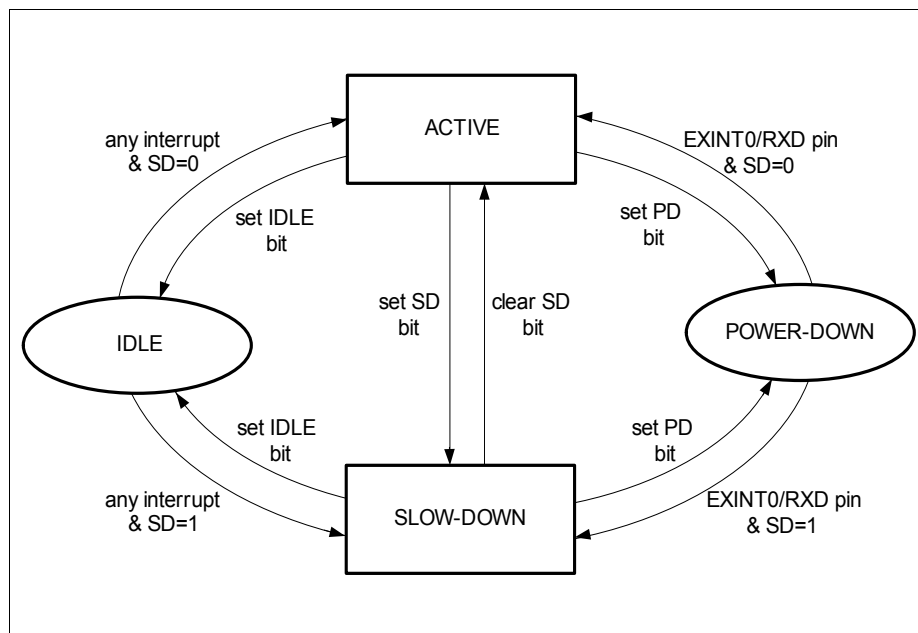 ACTIVE
any interrupt
& SD=0
EXINT0/RXD pin
& SD=0
set IDLE
bit
set PD
bit
set SD
bit
clear SD
bit
IDLE
POWER-DOWN
set IDLE
bit
set PD
bit
any interrupt
& SD=1
SLOW-DOWN
EXINT0/RXD pin
& SD=1